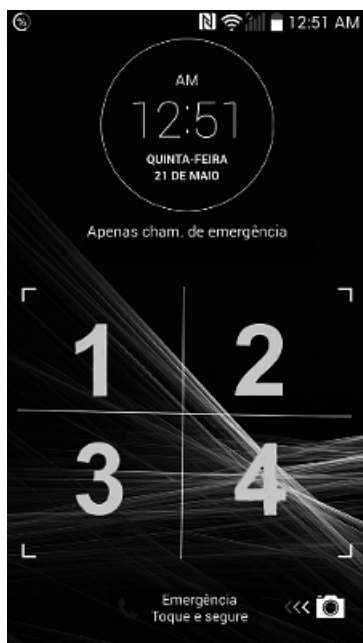 12:51 AM
AM
12:51
QUINTA-FEIRA
21 DE MAIO
Apenas cham. de emergência
1 2
3 4
Emergência
Toque e segure